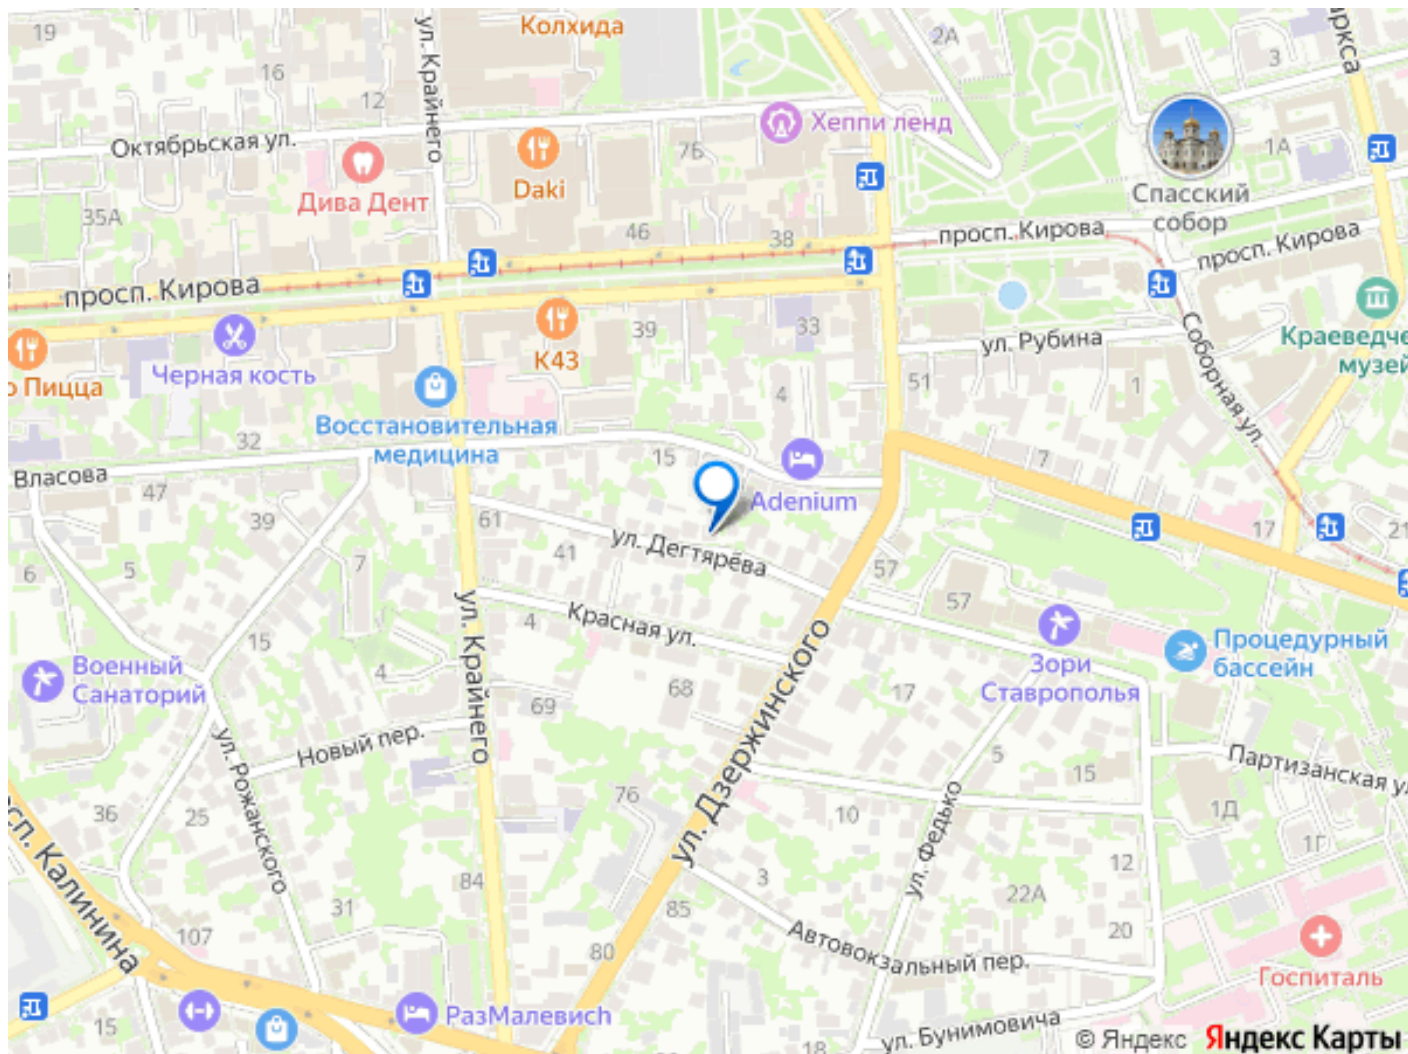 19
Колхида
ул. Крайнего
2А
3
16
12
Октябрьская ул.
Хеппи ленд
76
1А
Daki
Дива Дент
Спасский
собор
35А
46
38
просп. Кирова
просп. Кирова
просп. Кирова
39
33
К43
ул. Рубина
Соборная ул.
Краеведче
музей
о Пицца
Черная кость
4
51
1
Восстановительная
медицина
32
Власова
15
7
47
39
Adenium
61
17
21
ул. Дегтярёва
41
6
5
7
57
57
ул. Крайнего
4
Красная ул.
15
Военный
Санаторий
4
68
17
Зори
Ставрополья
Процедурный
бассейн
69
ул. Дзержинского
Новый пер.
ул. Рожанского
5
15
Партизанская ул
76
10
ул. Федько
1Д
36
25
1Г
сп. Калинина
84
3
12
22А
31
85
107
80
20
Автовокзальный пер.
Госпиталь
15
РазМалевич
18
ул. Бунимовича
© Яндекс Яндекс Карты